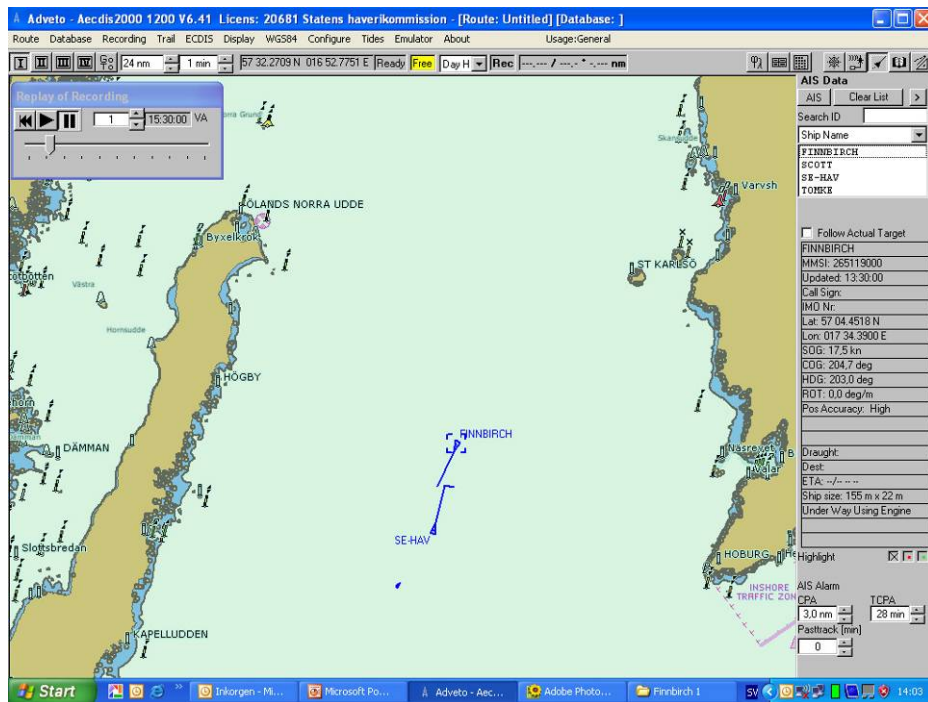 Adveto - Aecdis2000 1200 V6.41 Licens: 20681 Statens haverikommission - [Route: Untitled] [Database: ]
Route Database Recording Trail ECDIS Display WGS84 Configure Tides Emulator About Usage:General
I II III IIII 24 nm 1 min 57 32.2709 N 016 52.7751 E Ready Free Day H Rec ---.--- / ---.- * -.--- nm
Replay of Recording
1 15:30:00 VA
AIS Data
AIS Clear List >
Search ID
Ship Name
FINNBIRCH
SCOTT
SE-HAV
TOMKE
Follow Actual Target
FINNBIRCH
MMSI: 265119000
Updated: 13:30:00
Call Sign:
IMO Nr:
Lat: 57 04.4518 N
Lon: 017 34.3900 E
SOG: 17,5 kn
COG: 204,7 deg
HDG: 203,0 deg
ROT: 0,0 deg/m
Pos Accuracy: High
Draught:
Dest:
ETA: --/-- -- --
Ship size: 155 m x 22 m
Under Way Using Engine
Highlight
AIS Alarm
CPA TCPA
3,0 nm 28 min
Pasttrack [min]
0
ÖLANDS NORRA UDDE
Byxelkrok
Västra
Hornsudde
HÖGBY
DÄMMAN
Slottsbredan
KAPELLUDDEN
Varvsh
ST KARLSÖ
FINNBIRCH
SE-HAV
Näsrevet
Valar
HOBURG
INSHORE
TRAFFIC ZON
Start Inkorgen - Mi... Microsoft Po... Adveto - Aec... Adobe Photo... Finnbirch 1 SV 14:03